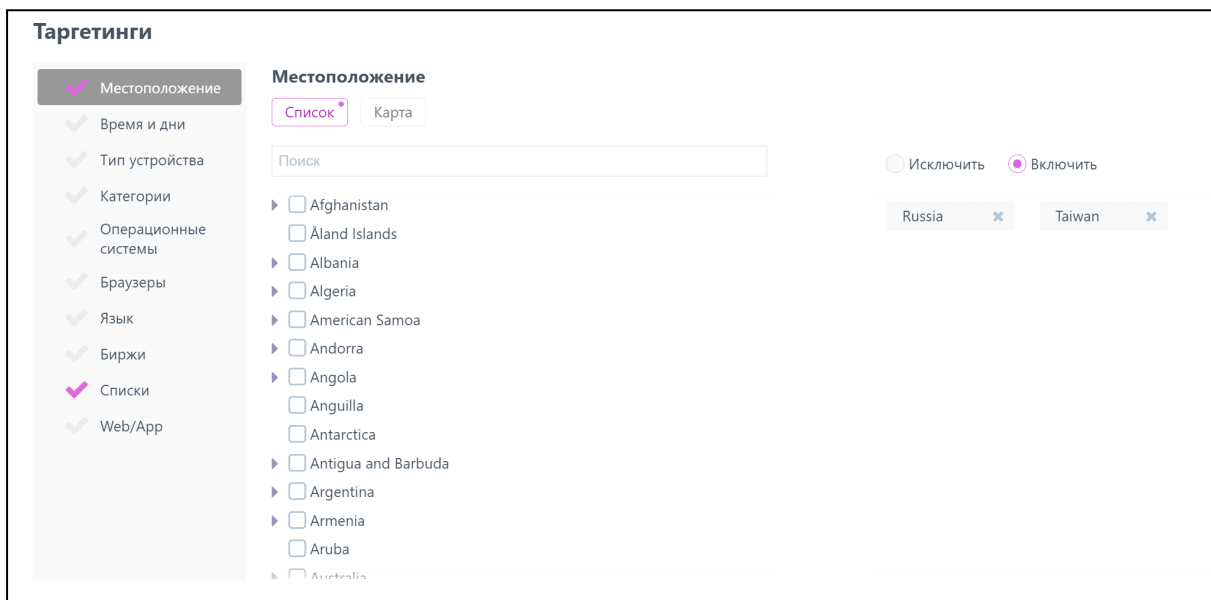 Таргетинги
Местоположение
Время и дни
Тип устройства
Категории
Операционные
системы
Браузеры
Язык
Биржи
Списки
Web/App
Местоположение
Список
Карта
Поиск
Afghanistan
Åland Islands
Albania
Algeria
American Samoa
Andorra
Angola
Anguilla
Antarctica
Antigua and Barbuda
Argentina
Armenia
Aruba
Australia
Исключить
Включить
Russia
Taiwan